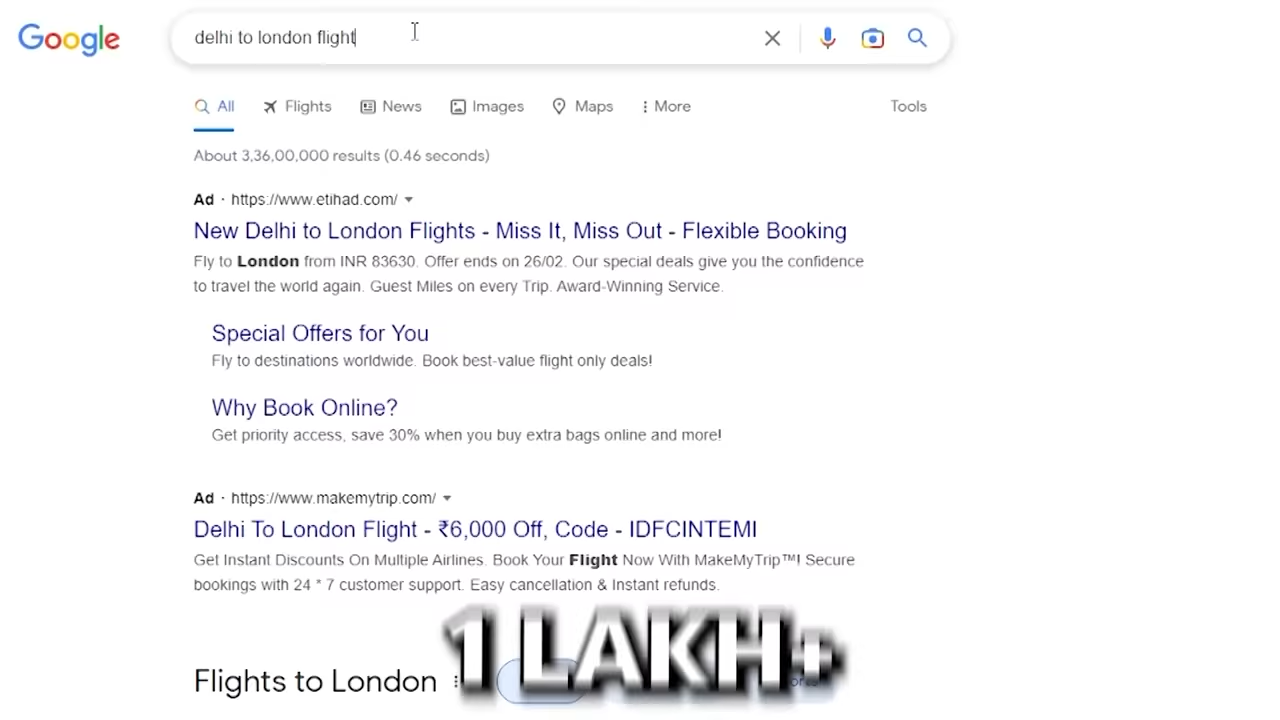 Google
delhi to london flight
All Flights News Images Maps More Tools
About 3,36,00,000 results (0.46 seconds)
Ad · https://www.etihad.com/
New Delhi to London Flights - Miss It, Miss Out - Flexible Booking
Fly to London from INR 83630. Offer ends on 26/02. Our special deals give you the confidence
to travel the world again. Guest Miles on every Trip. Award-Winning Service.
Special Offers for You
Fly to destinations worldwide. Book best-value flight only deals!
Why Book Online?
Get priority access, save 30% when you buy extra bags online and more!
Ad · https://www.makemytrip.com/
Delhi To London Flight - ₹6,000 Off, Code - IDFCINTEMI
Get Instant Discounts On Multiple Airlines. Book Your Flight Now With MakeMyTrip™! Secure
bookings with 24 * 7 customer support. Easy cancellation & Instant refunds.
1 LAKH+
Flights to London